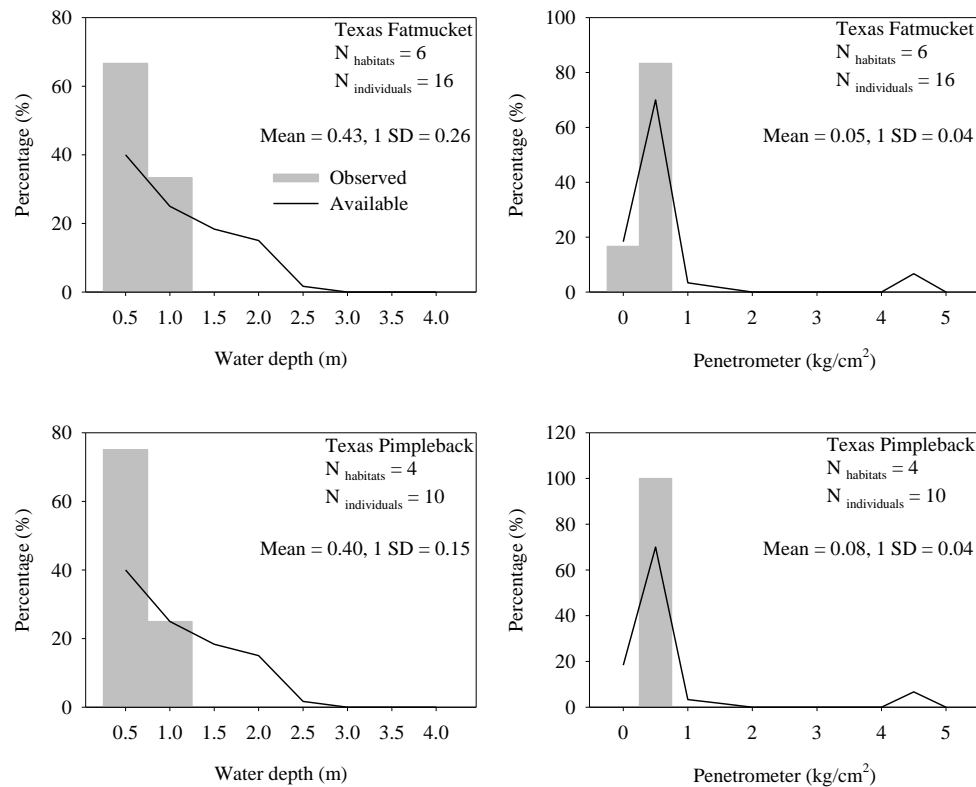 Texas Fatmucket
N habitats = 6
N individuals = 16
Mean = 0.43, 1 SD = 0.26
Observed
Available
Percentage (%)
80
60
40
20
0
0.5 1.0 1.5 2.0 2.5 3.0 3.5 4.0
Water depth (m)
Texas Fatmucket
N habitats = 6
N individuals = 16
Mean = 0.05, 1 SD = 0.04
Percentage (%)
100
80
60
40
20
0
0 1 2 3 4 5
Penetrometer (kg/cm²)
Texas Pimpleback
N habitats = 4
N individuals = 10
Mean = 0.40, 1 SD = 0.15
Percentage (%)
80
60
40
20
0
0.5 1.0 1.5 2.0 2.5 3.0 3.5 4.0
Water depth (m)
Texas Pimpleback
N habitats = 4
N individuals = 10
Mean = 0.08, 1 SD = 0.04
Percentage (%)
120
100
80
60
40
20
0
0 1 2 3 4 5
Penetrometer (kg/cm²)